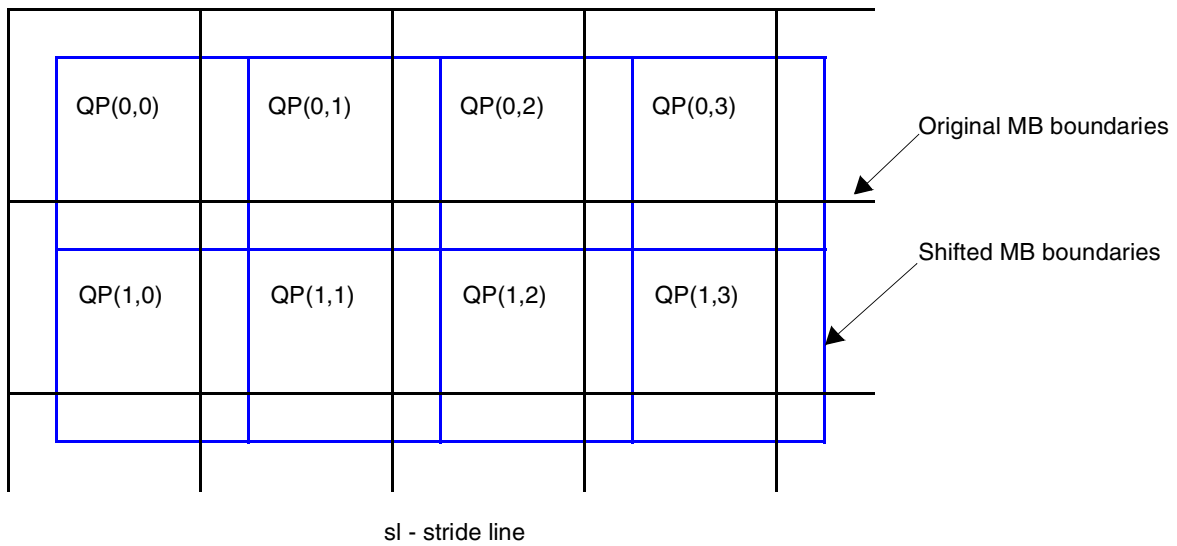 QP(0,0) QP(0,1) QP(0,2) QP(0,3)
Original MB boundaries
Shifted MB boundaries
QP(1,0) QP(1,1) QP(1,2) QP(1,3)
sl - stride line